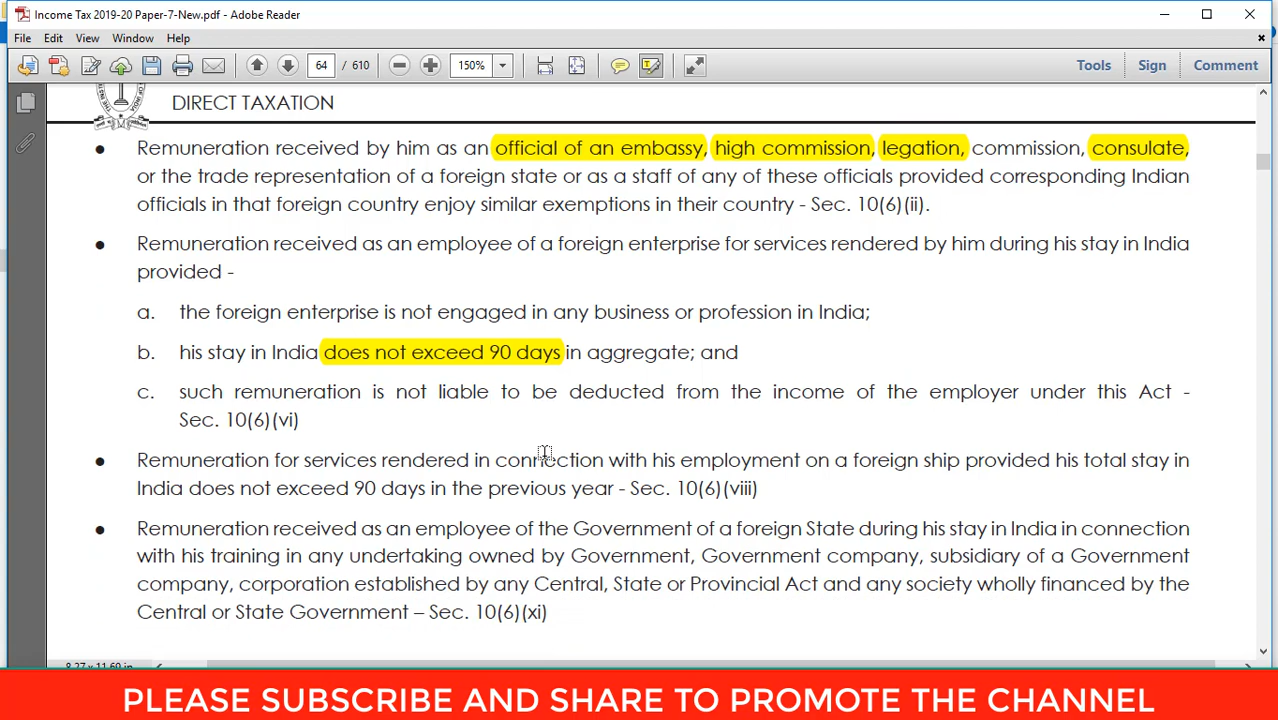 Income Tax 2019-20 Paper-7-New.pdf - Adobe Reader
File Edit View Window Help
64 / 610 150% Tools Sign Comment
DIRECT TAXATION
• Remuneration received by him as an official of an embassy, high commission, legation, commission, consulate,
or the trade representation of a foreign state or as a staff of any of these officials provided corresponding Indian
officials in that foreign country enjoy similar exemptions in their country - Sec. 10(6)(ii).
• Remuneration received as an employee of a foreign enterprise for services rendered by him during his stay in India
provided -
a. the foreign enterprise is not engaged in any business or profession in India;
b. his stay in India does not exceed 90 days in aggregate; and
c. such remuneration is not liable to be deducted from the income of the employer under this Act -
Sec. 10(6)(vi)
• Remuneration for services rendered in connection with his employment on a foreign ship provided his total stay in
India does not exceed 90 days in the previous year - Sec. 10(6)(viii)
• Remuneration received as an employee of the Government of a foreign State during his stay in India in connection
with his training in any undertaking owned by Government, Government company, subsidiary of a Government
company, corporation established by any Central, State or Provincial Act and any society wholly financed by the
Central or State Government – Sec. 10(6)(xi)
8.27 x 11.69 in
PLEASE SUBSCRIBE AND SHARE TO PROMOTE THE CHANNEL